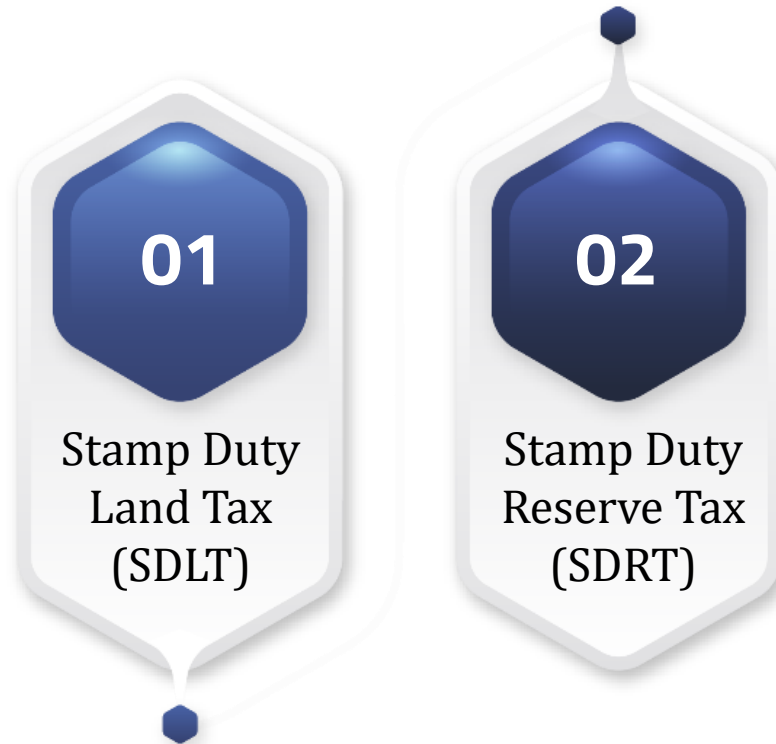 01
Stamp Duty
Land Tax
(SDLT)
02
Stamp Duty
Reserve Tax
(SDRT)